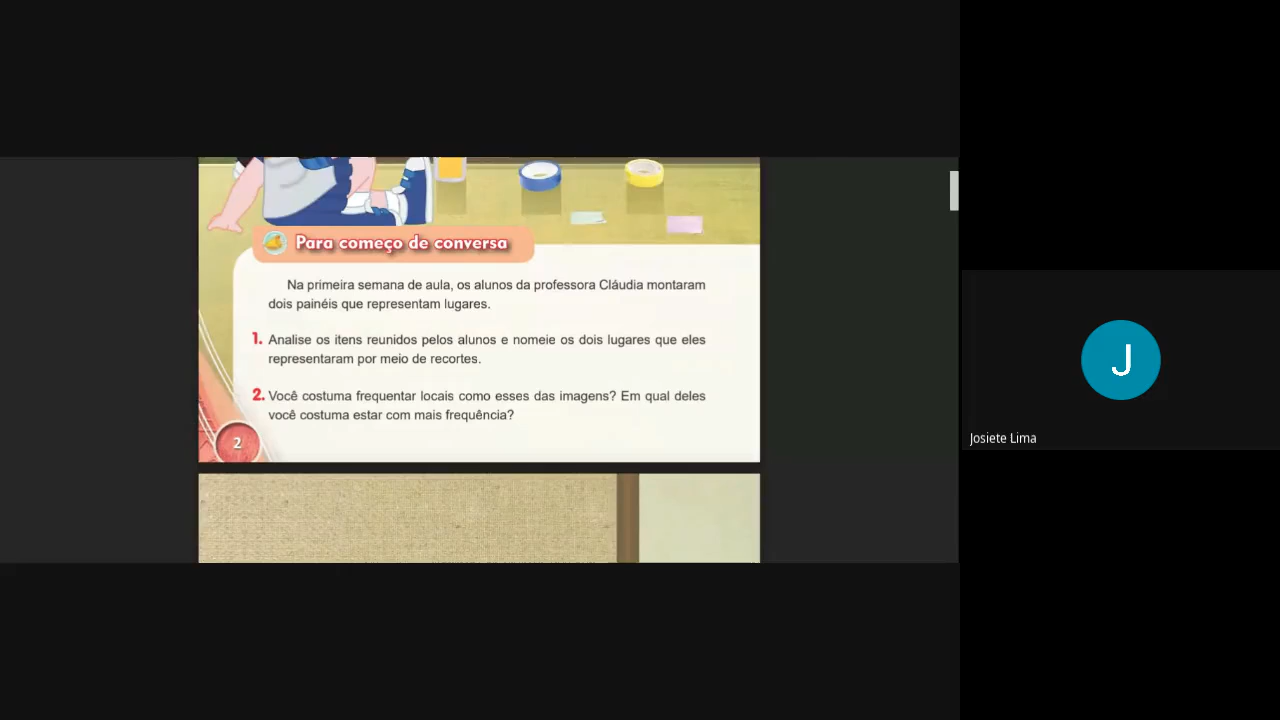 Para começo de conversa
Na primeira semana de aula, os alunos da professora Cláudia montaram
dois painéis que representam lugares.
1. Analise os itens reunidos pelos alunos e nomeie os dois lugares que eles
representaram por meio de recortes.
2. Você costuma frequentar locais como esses das imagens? Em qual deles
você costuma estar com mais frequência?
2
J
Josiete Lima